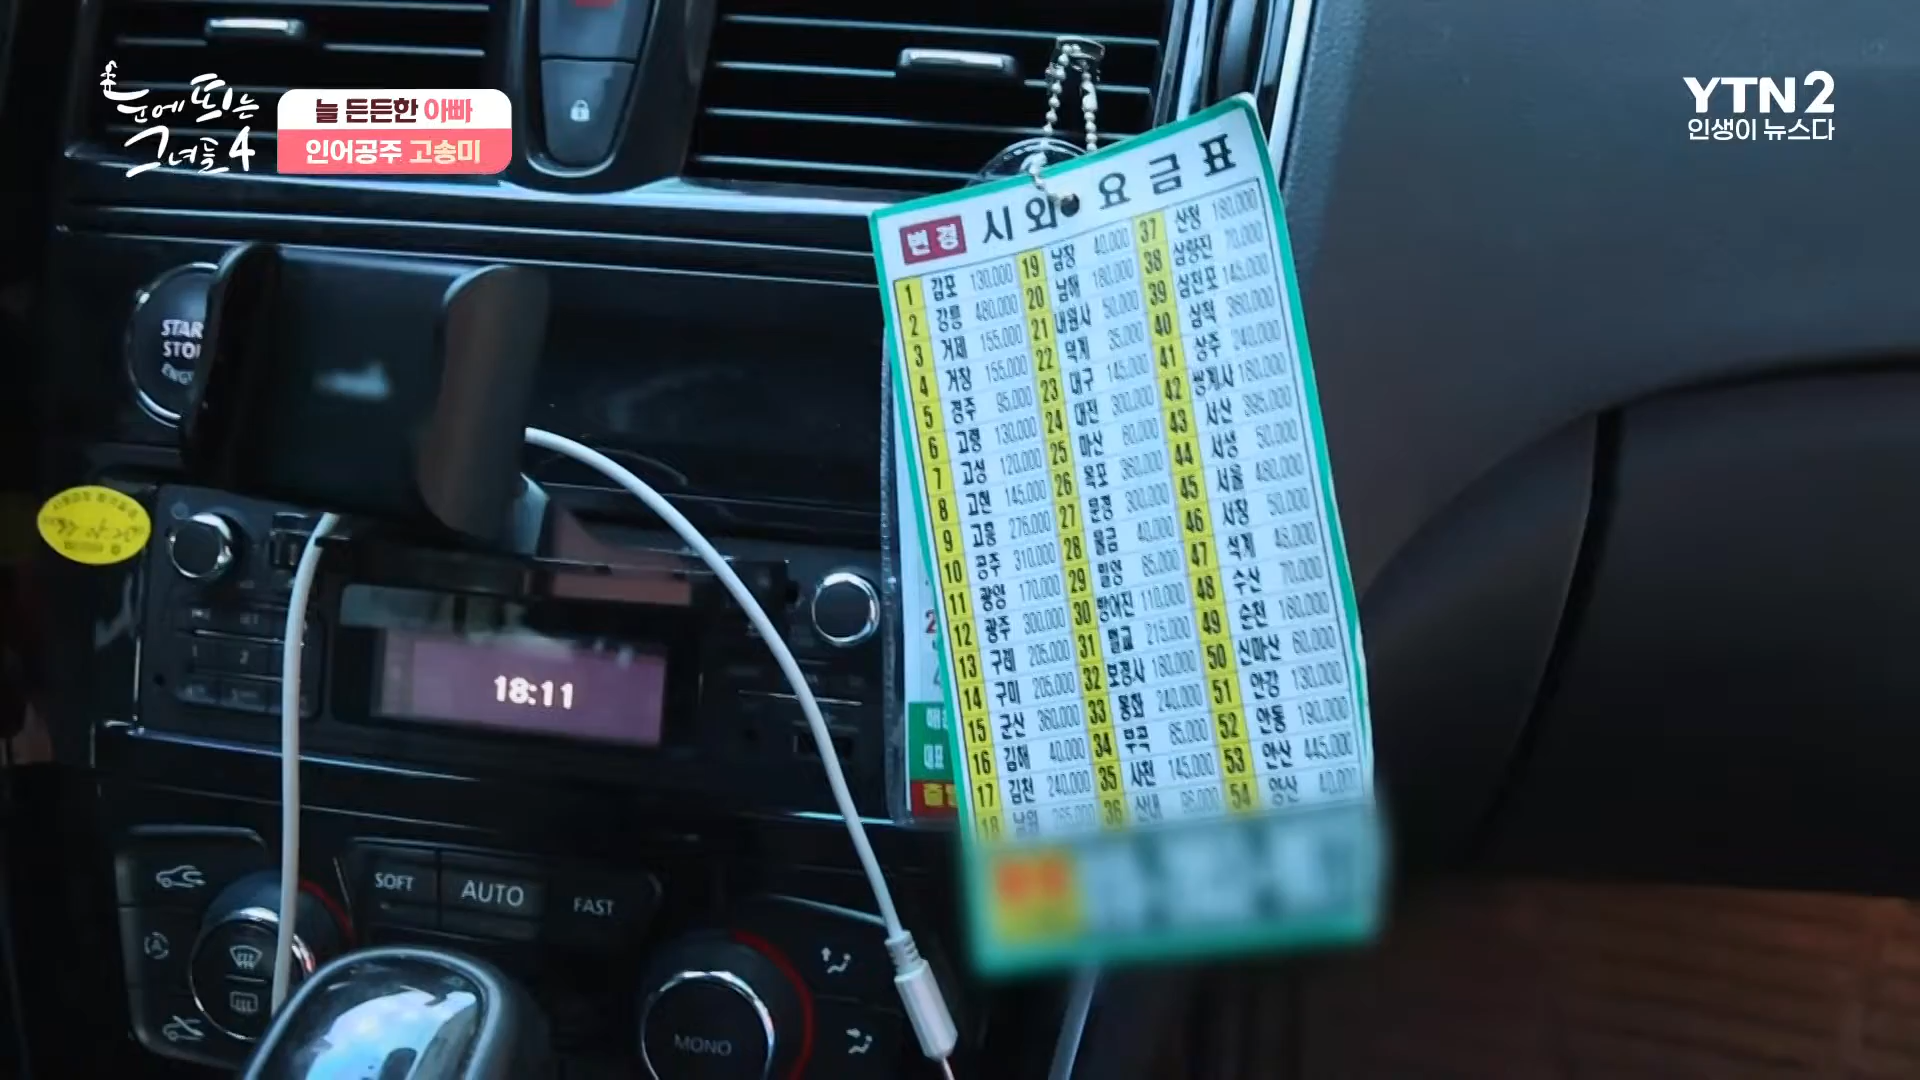 눈에 띄는
그녀들 4
늘 든든한 아빠
인어공주 고송미
YTN2
인생이 뉴스다
변경 시외요금표
1 감포 130,000
2 강릉 480,000
3 거제 155,000
4 거창 155,000
5 경주 95,000
6 고령 130,000
7 고성 120,000
8 고현 145,000
9 고흥 275,000
10 공주 310,000
11 광양 170,000
12 광주 300,000
13 구례 205,000
14 구미 205,000
15 군산 360,000
16 김해 40,000
17 김천 240,000
18 남원
19 남창 40,000
20 남해 180,000
21 내원사 50,000
22 덕계 35,000
23 대구 145,000
24 대전 300,000
25 마산 60,000
26 목포 360,000
27 문경 300,000
28 물금 40,000
29 밀양 85,000
30 방어진 110,000
31 벌교 215,000
32 보경사 180,000
33 봉화 240,000
34 부곡 85,000
35 사천 145,000
36 산내
37 산청 180,000
38 삼랑진 70,000
39 삼천포 145,000
40 삼척 360,000
41 상주 240,000
42 쌍계사 180,000
43 서산 395,000
44 서생 50,000
45 서울 480,000
46 서창 50,000
47 석계 45,000
48 수산 70,000
49 순천 180,000
50 신마산 60,000
51 안강 130,000
52 안동 190,000
53 안산 445,000
54 양산 40,000
START
STOP
18:11
SOFT
AUTO
FAST
MONO